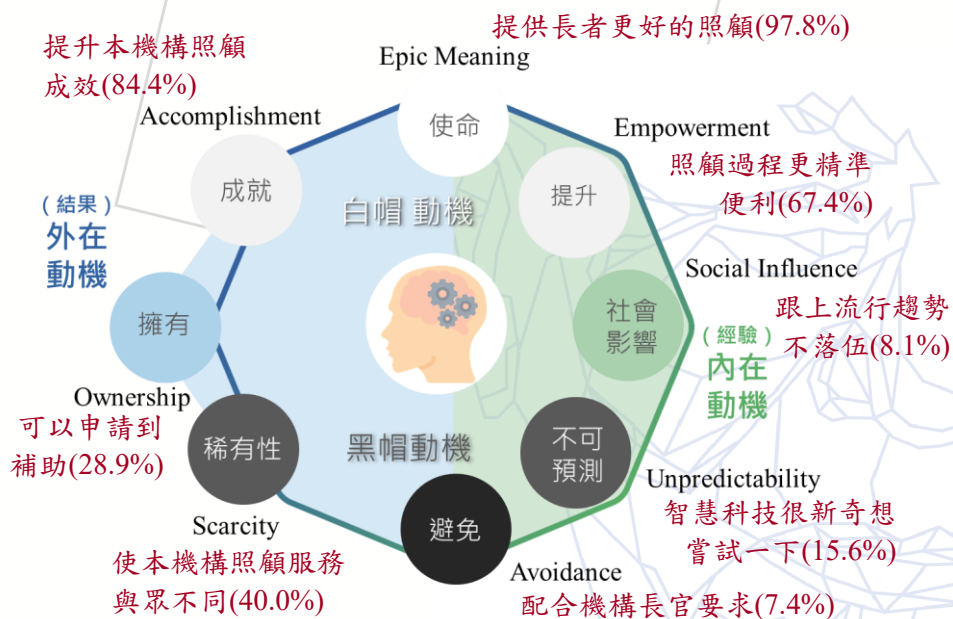 提供長者更好的照顧(97.8%)
Epic Meaning
使命
提升本機構照顧
成效(84.4%)
Accomplishment
成就
Empowerment
提升
照顧過程更精準
便利(67.4%)
白帽 動機
(結果)
外在
動機
擁有
Ownership
可以申請到
補助(28.9%)
Social Influence
社會
影響
跟上流行趨勢
不落伍(8.1%)
(經驗)
內在
動機
黑帽動機
稀有性
Scarcity
使本機構照顧服務
與眾不同(40.0%)
不可
預測
Unpredictability
智慧科技很新奇想
嘗試一下(15.6%)
避免
Avoidance
配合機構長官要求(7.4%)